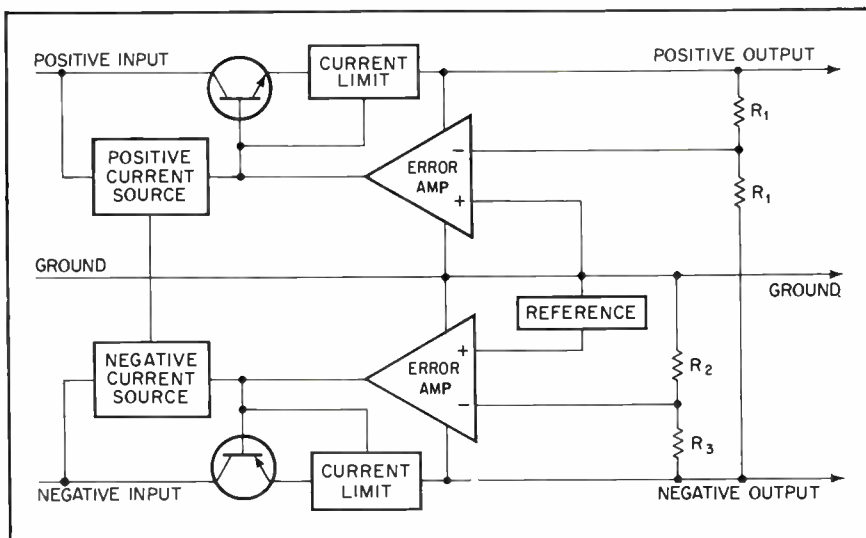 POSITIVE INPUT
CURRENT
LIMIT
POSITIVE OUTPUT
R1
POSITIVE
CURRENT
SOURCE
−
ERROR
AMP
+
R1
GROUND
GROUND
REFERENCE
NEGATIVE
CURRENT
SOURCE
+
ERROR
AMP
−
R2
R3
NEGATIVE INPUT
CURRENT
LIMIT
NEGATIVE OUTPUT